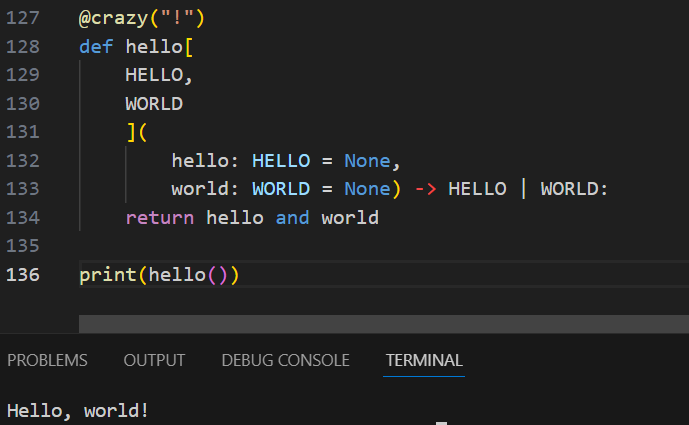 127 @crazy("!")
128 def hello[
129     HELLO,
130     WORLD
131     ](
132         hello: HELLO = None,
133         world: WORLD = None) -> HELLO | WORLD:
134     return hello and world
135
136 print(hello())
PROBLEMS OUTPUT DEBUG CONSOLE TERMINAL
Hello, world!